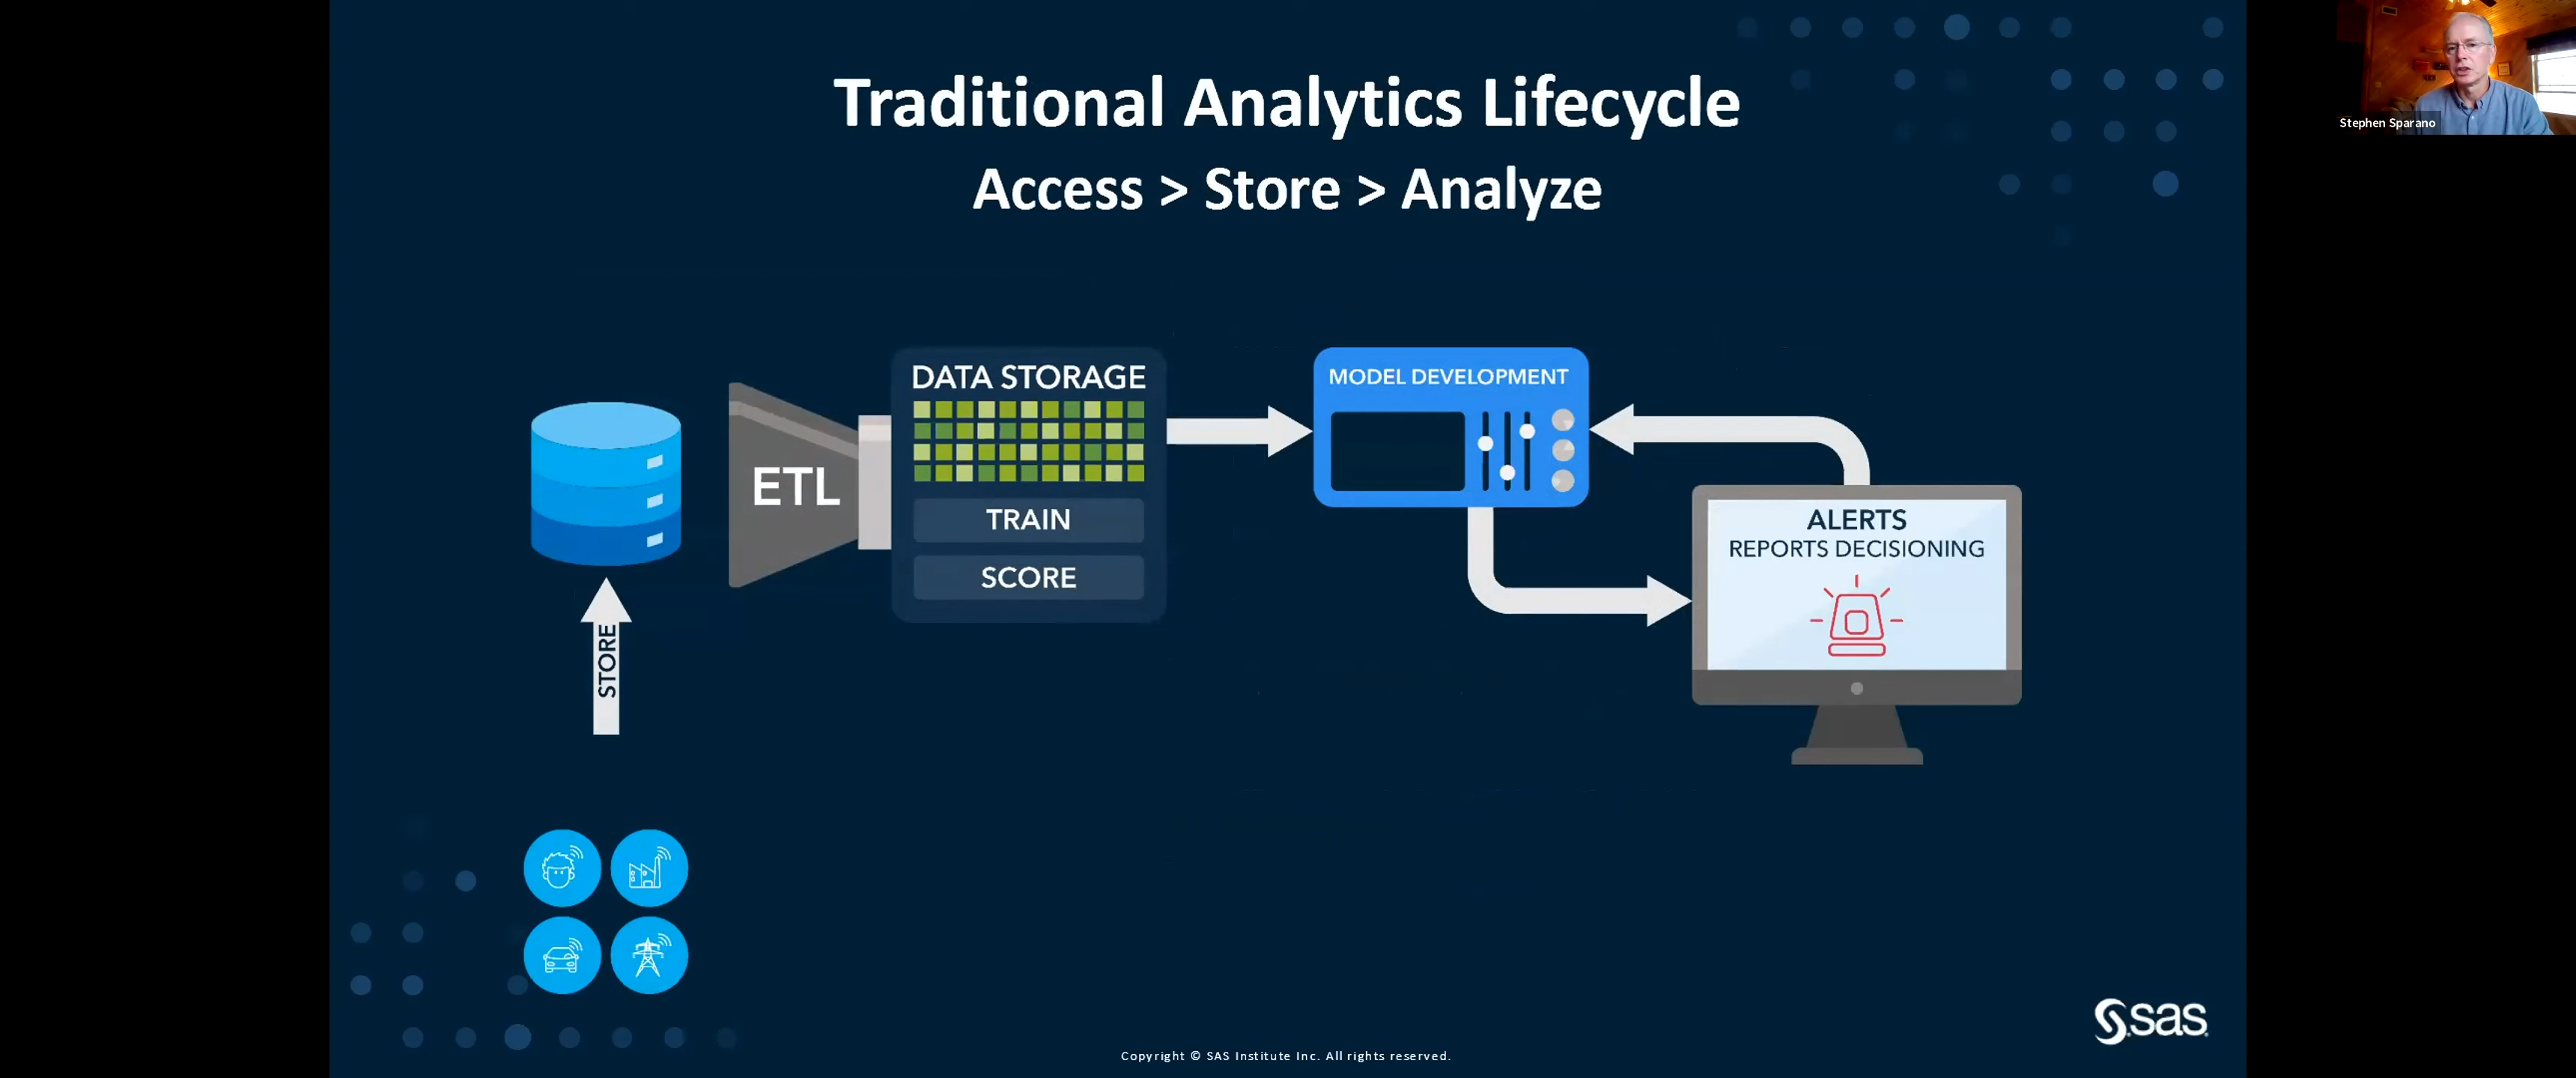 Traditional Analytics Lifecycle
Access > Store > Analyze
Stephen Sparano
DATA STORAGE
ETL
TRAIN
SCORE
STORE
MODEL DEVELOPMENT
ALERTS
REPORTS DECISIONING
sas
Copyright © SAS Institute Inc. All rights reserved.